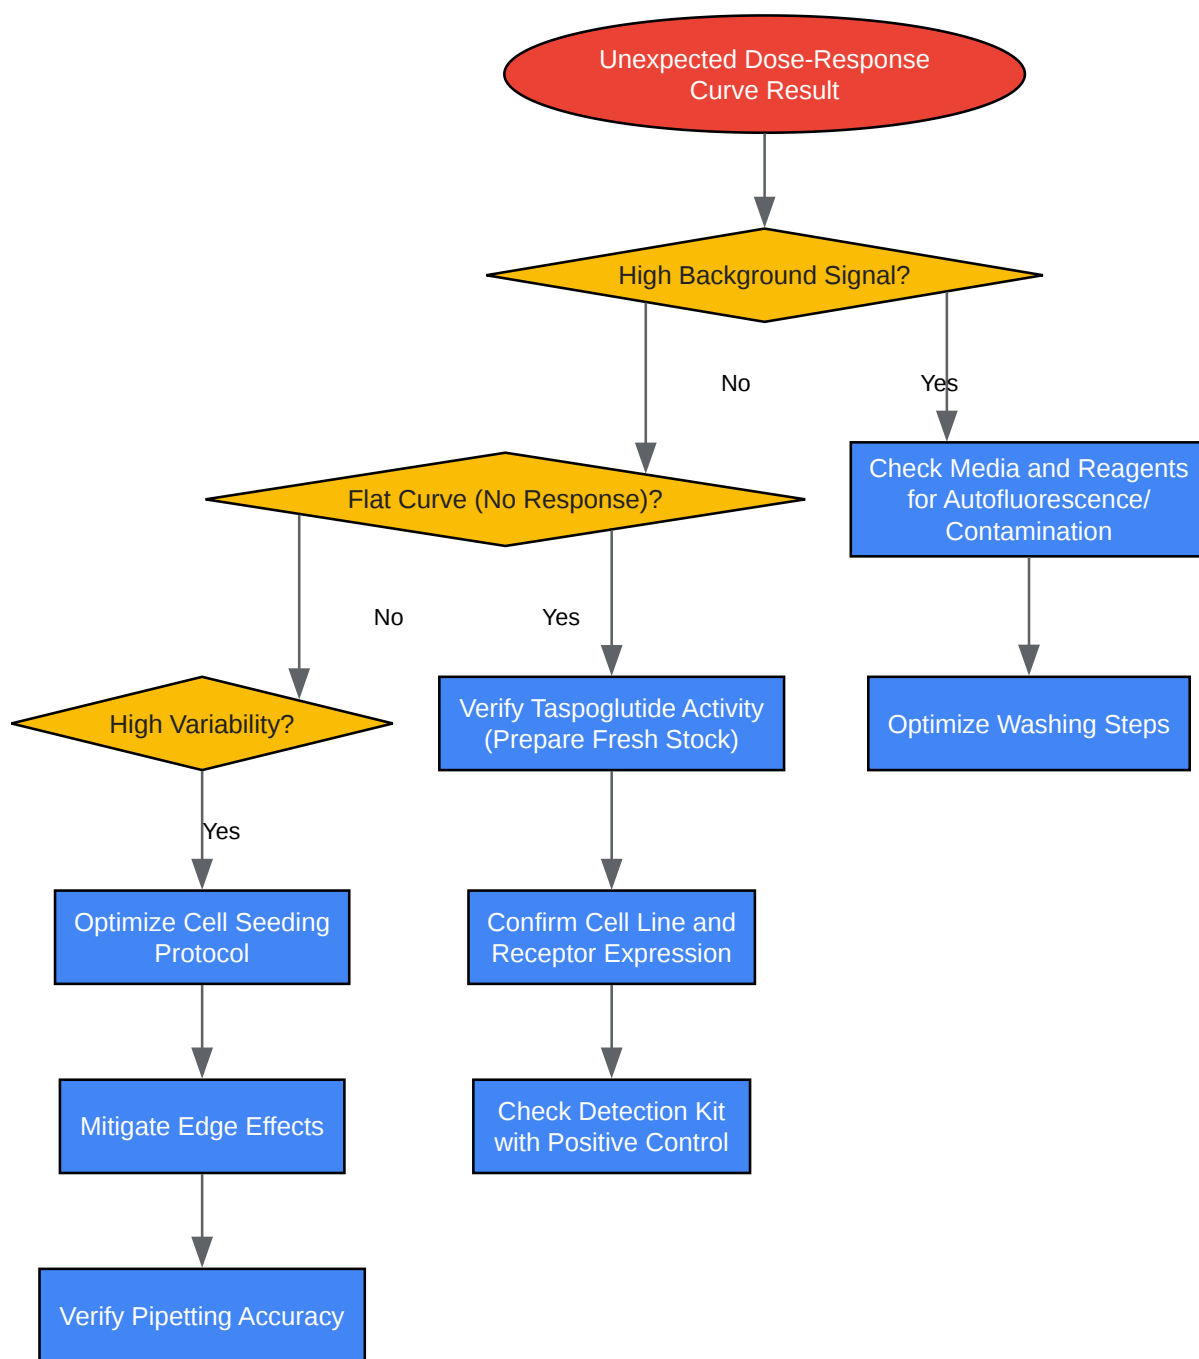 Unexpected Dose-Response
Curve Result
High Background Signal?
No
Yes
Check Media and Reagents
for Autofluorescence/
Contamination
Flat Curve (No Response)?
No
Yes
High Variability?
Verify Taspoglutide Activity
(Prepare Fresh Stock)
Optimize Washing Steps
Yes
Optimize Cell Seeding
Protocol
Confirm Cell Line and
Receptor Expression
Mitigate Edge Effects
Check Detection Kit
with Positive Control
Verify Pipetting Accuracy